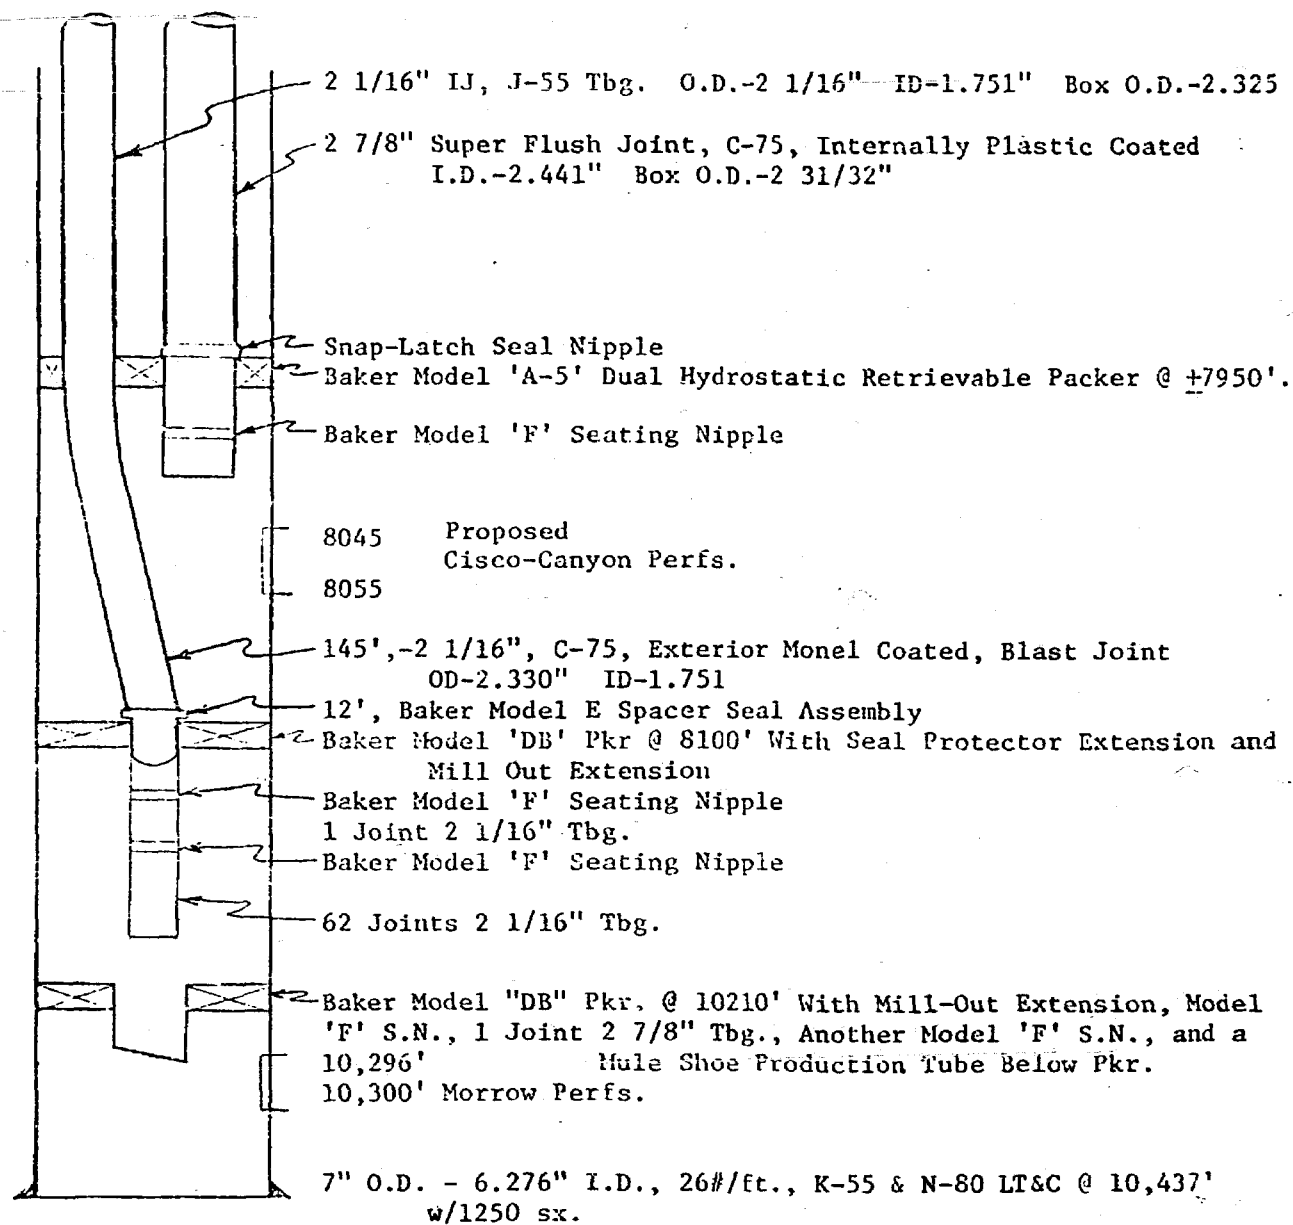 2 1/16" IJ, J-55 Tbg. O.D.-2 1/16" ID-1.751" Box O.D.-2.325
2 7/8" Super Flush Joint, C-75, Internally Plastic Coated
I.D.-2.441" Box O.D.-2 31/32"
Snap-Latch Seal Nipple
Baker Model 'A-5' Dual Hydrostatic Retrievable Packer @ ±7950'.
Baker Model 'F' Seating Nipple
8045 Proposed
Cisco-Canyon Perfs.
8055
145',-2 1/16", C-75, Exterior Monel Coated, Blast Joint
OD-2.330" ID-1.751
12', Baker Model E Spacer Seal Assembly
Baker Model 'DB' Pkr @ 8100' With Seal Protector Extension and
Mill Out Extension
Baker Model 'F' Seating Nipple
1 Joint 2 1/16" Tbg.
Baker Model 'F' Seating Nipple
62 Joints 2 1/16" Tbg.
Baker Model "DB" Pkr. @ 10210' With Mill-Out Extension, Model
'F' S.N., 1 Joint 2 7/8" Tbg., Another Model 'F' S.N., and a
10,296' Mule Shoe Production Tube Below Pkr.
10,300' Morrow Perfs.
7" O.D. - 6.276" I.D., 26#/ft., K-55 & N-80 LT&C @ 10,437'
w/1250 sx.